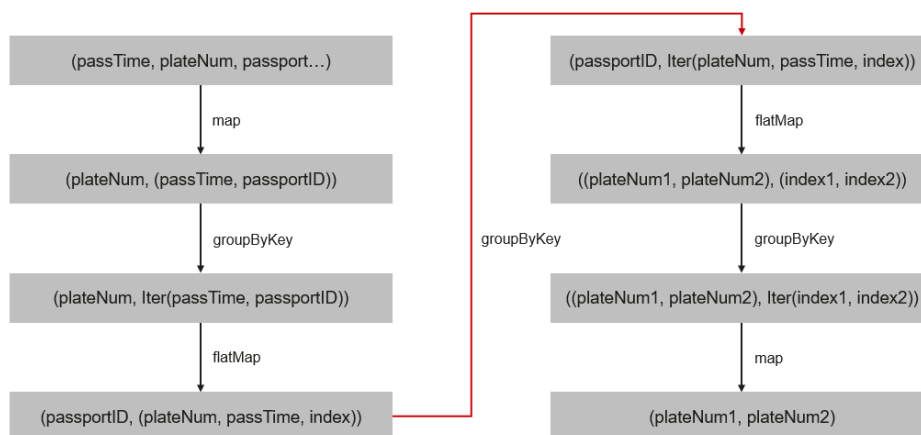 (passTime, plateNum, passport…)
map
(plateNum, (passTime, passportID))
groupByKey
(plateNum, Iter(passTime, passportID))
flatMap
(passportID, (plateNum, passTime, index))
groupByKey
(passportID, Iter(plateNum, passTime, index))
flatMap
((plateNum1, plateNum2), (index1, index2))
groupByKey
((plateNum1, plateNum2), Iter(index1, index2))
map
(plateNum1, plateNum2)